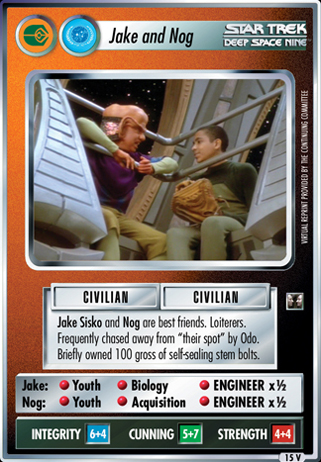 Jake and Nog
STAR TREK
DEEP SPACE NINE
VIRTUAL REPRINT PROVIDED BY THE CONTINUING COMMITTEE
CIVILIAN CIVILIAN
Jake Sisko and Nog are best friends. Loiterers.
Frequently chased away from "their spot" by Odo.
Briefly owned 100 gross of self-sealing stem bolts.
Jake: Youth Biology ENGINEER x½
Nog: Youth Acquisition ENGINEER x½
INTEGRITY 6+4 CUNNING 5+7 STRENGTH 4+4
15 V